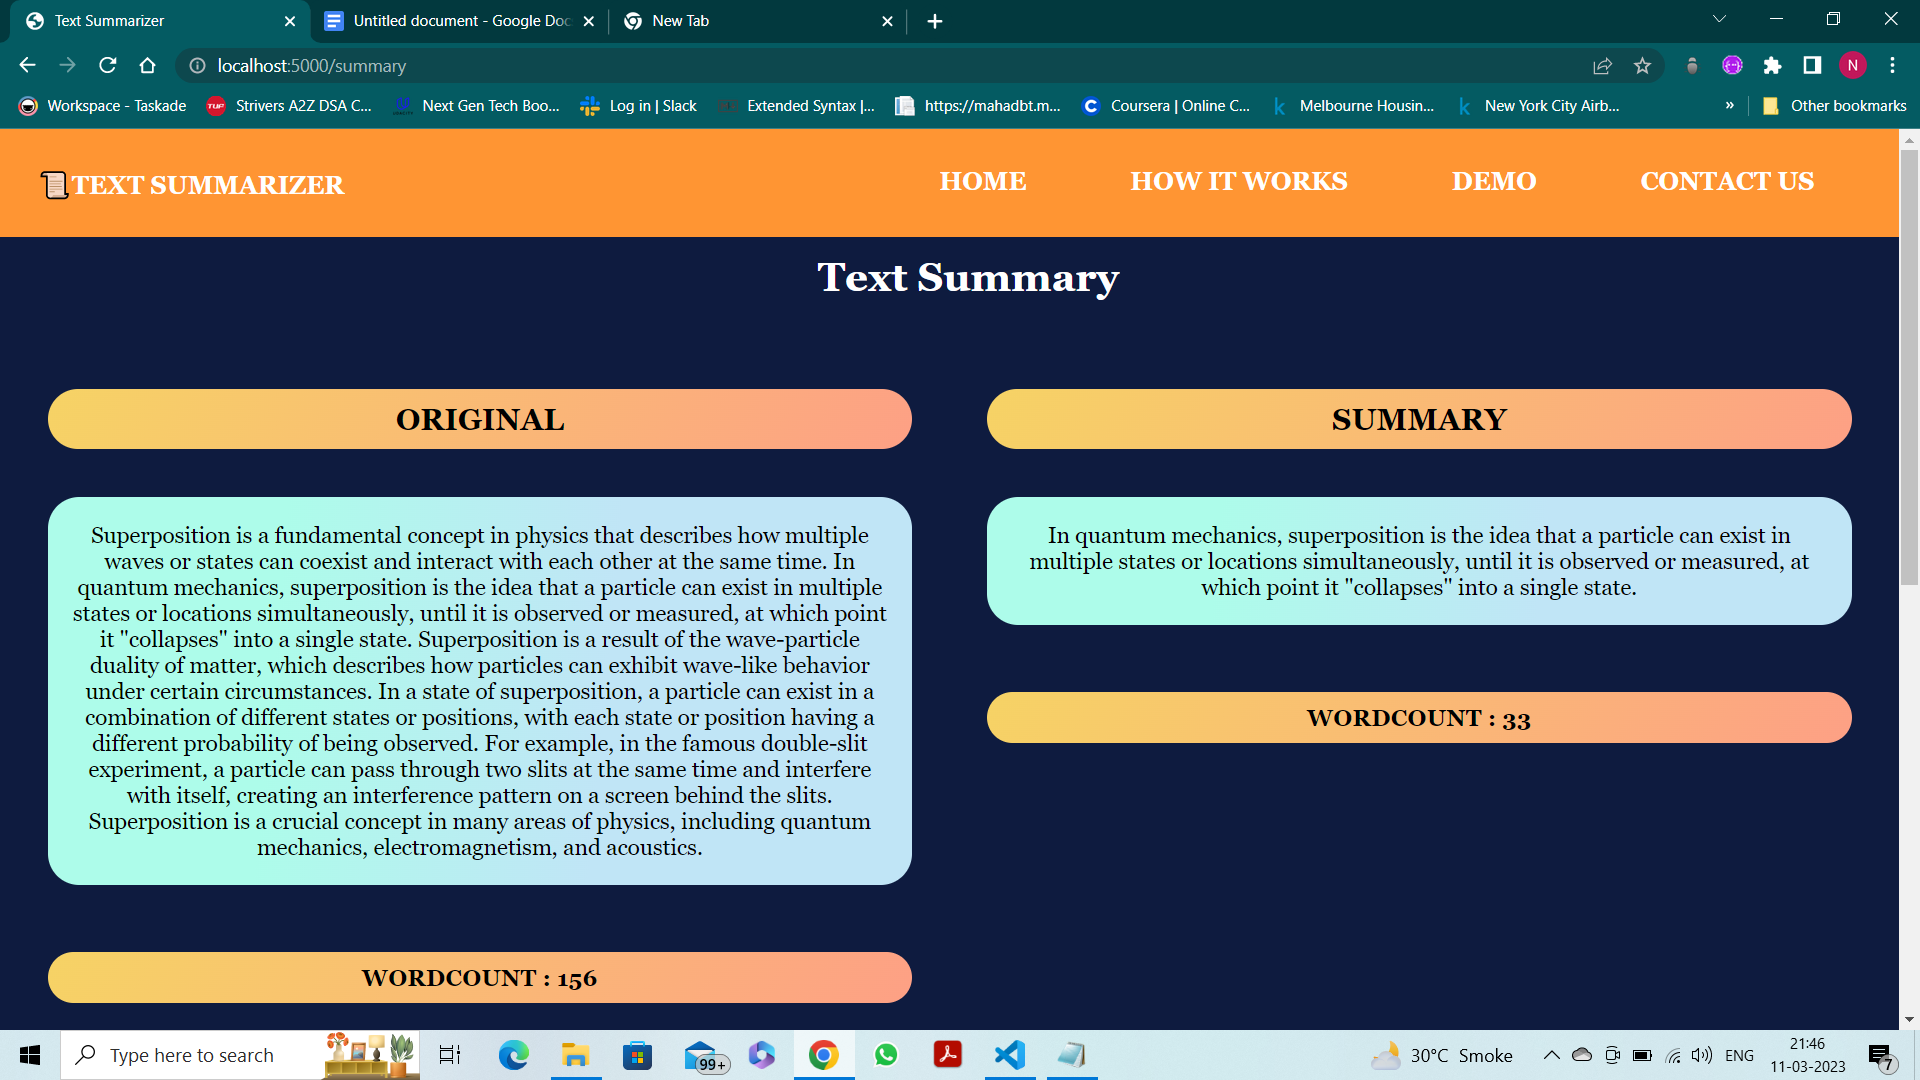 Text Summarizer
Untitled document - Google Doc
New Tab
localhost:5000/summary
N
Workspace - Taskade
TUF
Strivers A2Z DSA C...
Next Gen Tech Boo...
Log in | Slack
Extended Syntax |...
https://mahadbt.m...
Coursera | Online C...
Melbourne Housin...
New York City Airb...
»
Other bookmarks
TEXT SUMMARIZER
HOME
HOW IT WORKS
DEMO
CONTACT US
Text Summary
ORIGINAL
Superposition is a fundamental concept in physics that describes how multiple
waves or states can coexist and interact with each other at the same time. In
quantum mechanics, superposition is the idea that a particle can exist in multiple
states or locations simultaneously, until it is observed or measured, at which point
it "collapses" into a single state. Superposition is a result of the wave-particle
duality of matter, which describes how particles can exhibit wave-like behavior
under certain circumstances. In a state of superposition, a particle can exist in a
combination of different states or positions, with each state or position having a
different probability of being observed. For example, in the famous double-slit
experiment, a particle can pass through two slits at the same time and interfere
with itself, creating an interference pattern on a screen behind the slits.
Superposition is a crucial concept in many areas of physics, including quantum
mechanics, electromagnetism, and acoustics.
WORDCOUNT : 156
SUMMARY
In quantum mechanics, superposition is the idea that a particle can exist in
multiple states or locations simultaneously, until it is observed or measured, at
which point it "collapses" into a single state.
WORDCOUNT : 33
Type here to search
99+
30°C Smoke
ENG
21:46
11-03-2023
7